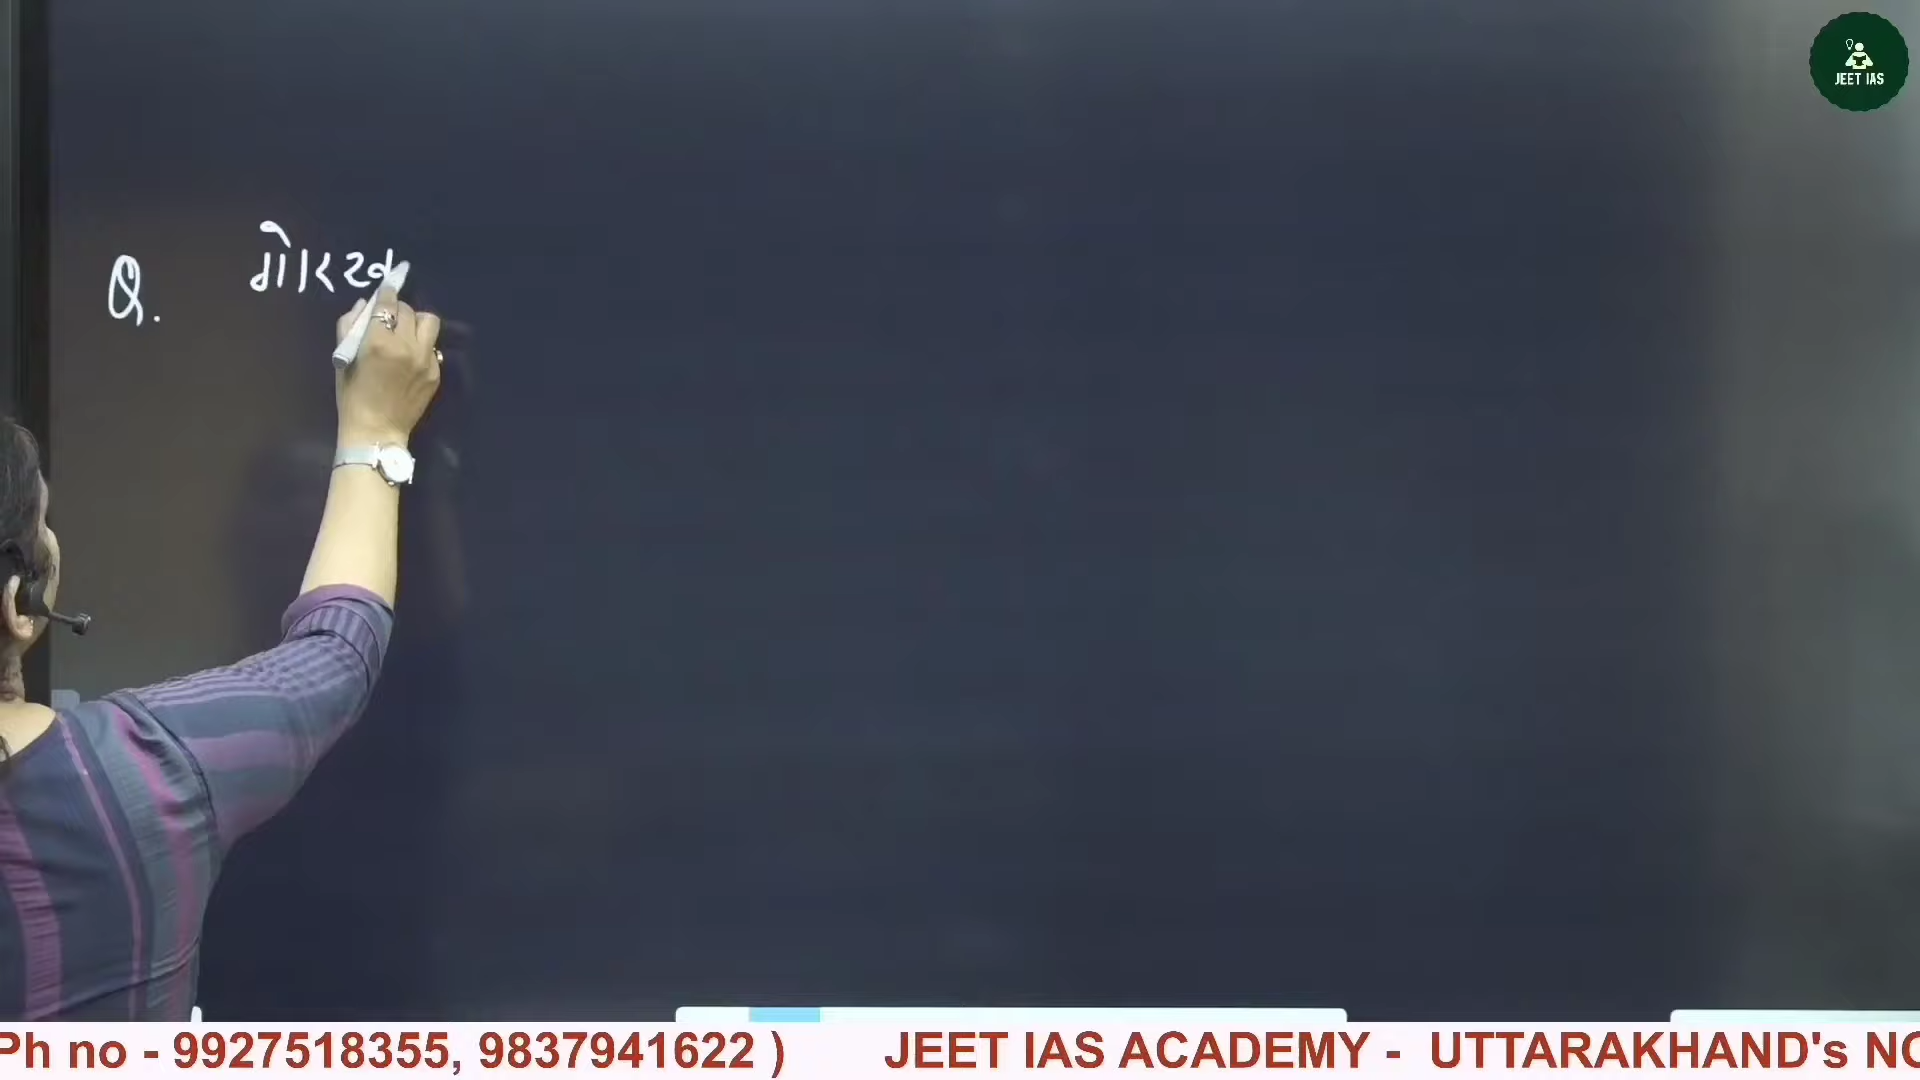 JEET IAS
Q. गोरख
Ph no - 9927518355, 9837941622 ) JEET IAS ACADEMY - UTTARAKHAND's NO